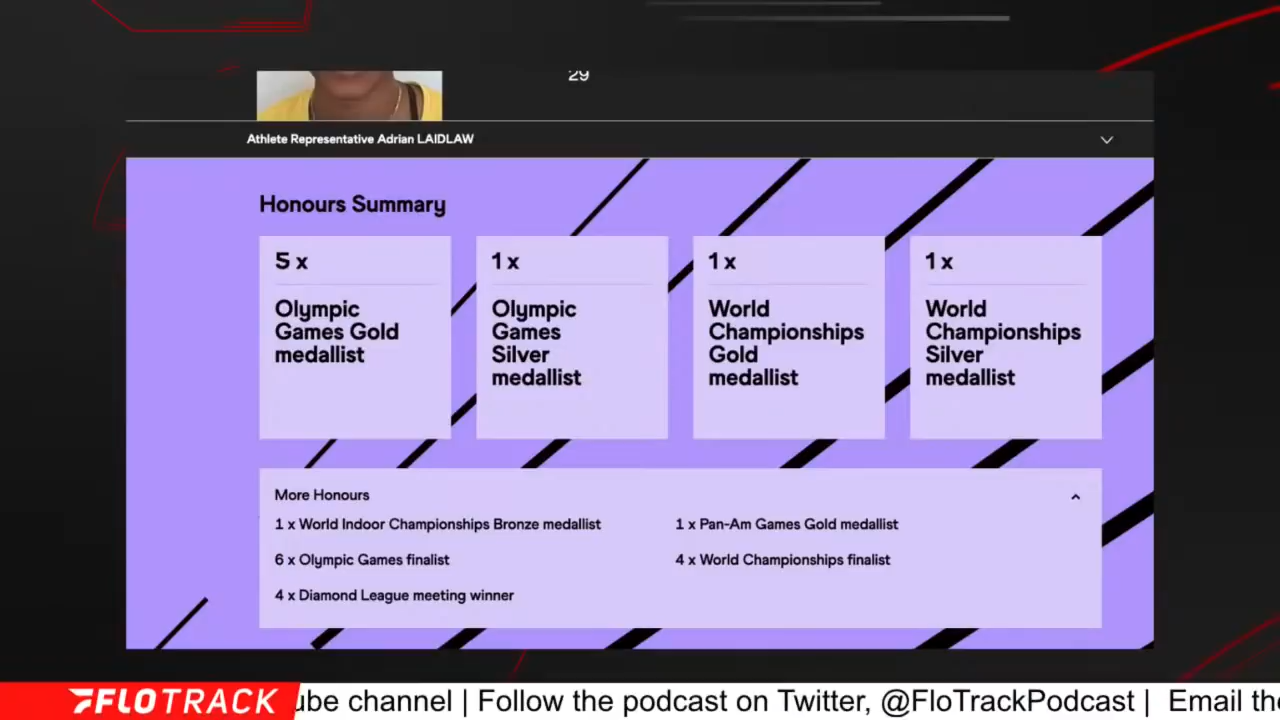 29
Athlete Representative Adrian LAIDLAW
Honours Summary
5 x
Olympic
Games Gold
medallist
1 x
Olympic
Games
Silver
medallist
1 x
World
Championships
Gold
medallist
1 x
World
Championships
Silver
medallist
More Honours
1 x World Indoor Championships Bronze medallist
1 x Pan-Am Games Gold medallist
6 x Olympic Games finalist
4 x World Championships finalist
4 x Diamond League meeting winner
FLOTRACK
ube channel | Follow the podcast on Twitter, @FloTrackPodcast | Email the